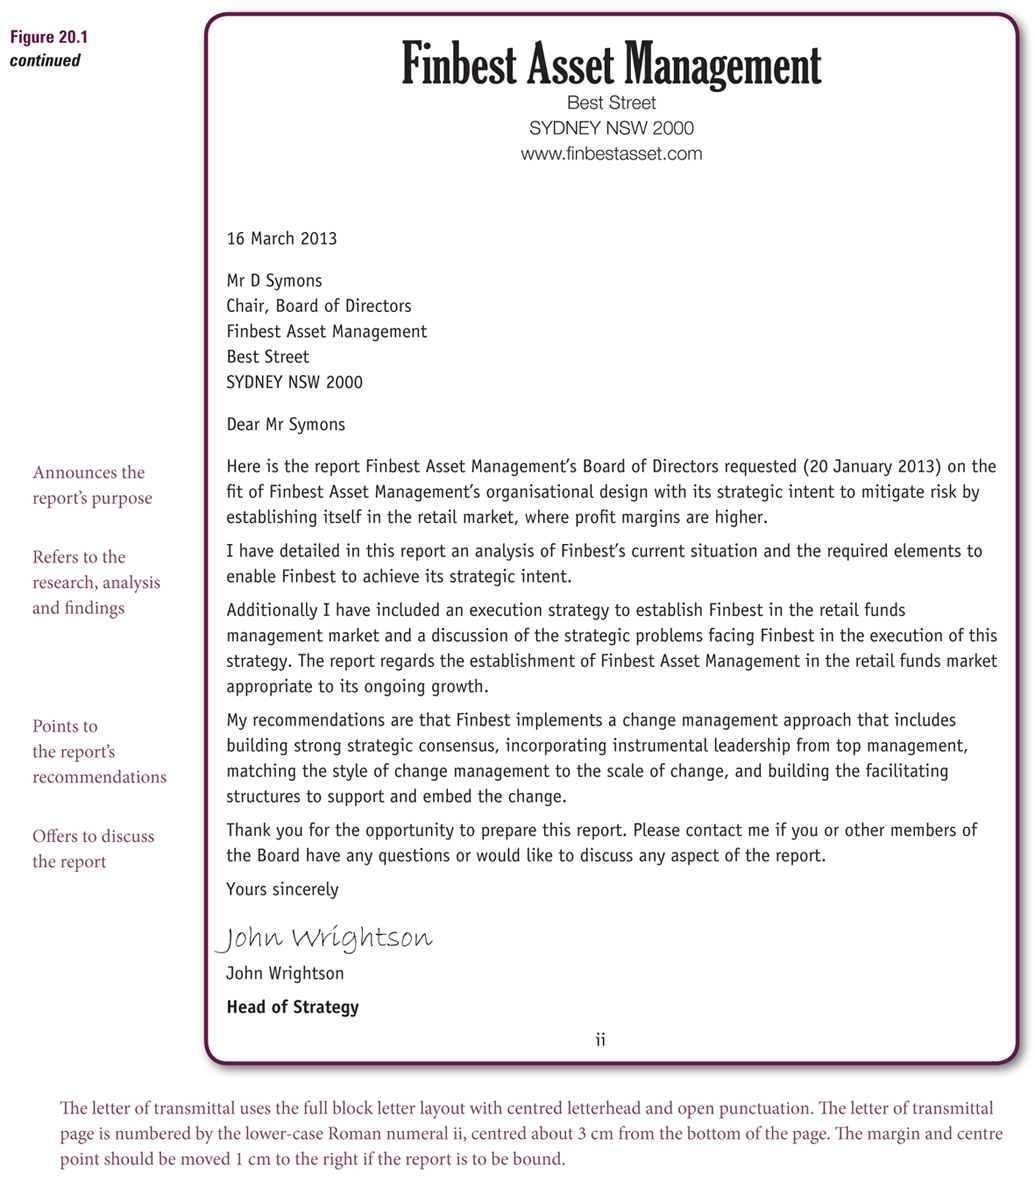 Figure 20.1
continued
Finbest Asset Management
Best Street
SYDNEY NSW 2000
www.finbestasset.com
16 March 2013
Mr D Symons
Chair, Board of Directors
Finbest Asset Management
Best Street
SYDNEY NSW 2000
Dear Mr Symons
Announces the
report's purpose
Here is the report Finbest Asset Management's Board of Directors requested (20 January 2013) on the
fit of Finbest Asset Management's organisational design with its strategic intent to mitigate risk by
establishing itself in the retail market, where profit margins are higher.
Refers to the
research, analysis
and findings
I have detailed in this report an analysis of Finbest's current situation and the required elements to
enable Finbest to achieve its strategic intent.
Additionally I have included an execution strategy to establish Finbest in the retail funds
management market and a discussion of the strategic problems facing Finbest in the execution of this
strategy. The report regards the establishment of Finbest Asset Management in the retail funds market
appropriate to its ongoing growth.
Points to
the report's
recommendations
My recommendations are that Finbest implements a change management approach that includes
building strong strategic consensus, incorporating instrumental leadership from top management,
matching the style of change management to the scale of change, and building the facilitating
structures to support and embed the change.
Offers to discuss
the report
Thank you for the opportunity to prepare this report. Please contact me if you or other members of
the Board have any questions or would like to discuss any aspect of the report.
Yours sincerely
John Wrightson
John Wrightson
Head of Strategy
ii
The letter of transmittal uses the full block letter layout with centred letterhead and open punctuation. The letter of transmittal
page is numbered by the lower-case Roman numeral ii, centred about 3 cm from the bottom of the page. The margin and centre
point should be moved 1 cm to the right if the report is to be bound.